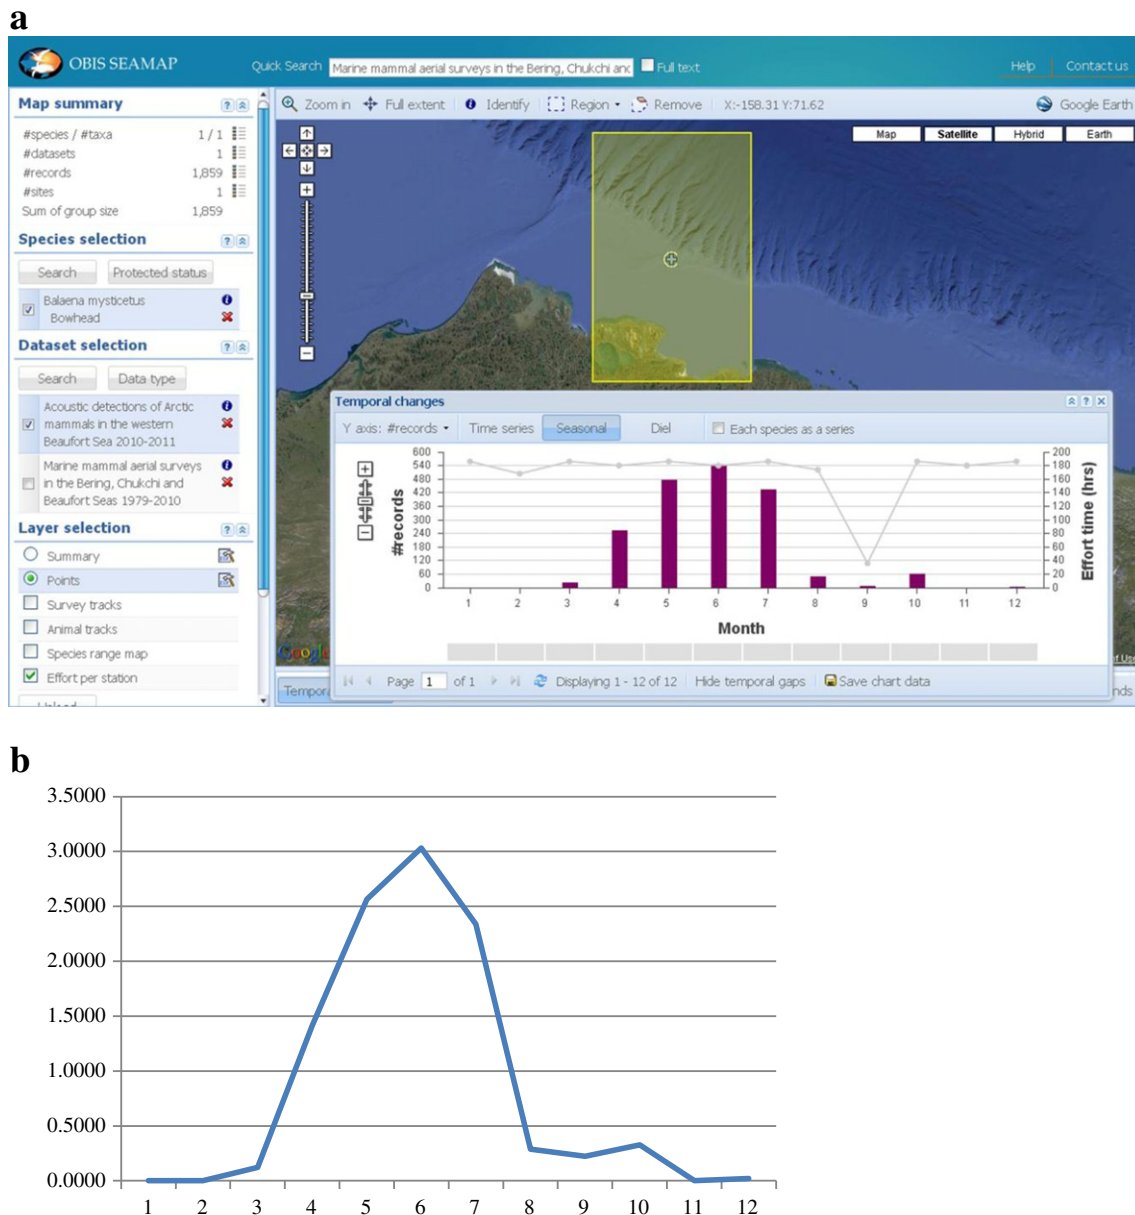 a
OBIS SEAMAP
Quick Search Marine mammal aerial surveys in the Bering, Chukchi anc Full text
Help Contact us
Map summary
#species / #taxa 1 / 1
#datasets 1
#records 1,859
#sites 1
Sum of group size 1,859
Species selection
Search Protected status
Balaena mysticetus
Bowhead
Dataset selection
Search Data type
Acoustic detections of Arctic
mammals in the western
Beaufort Sea 2010-2011
Marine mammal aerial surveys
in the Bering, Chukchi and
Beaufort Seas 1979-2010
Layer selection
Summary
Points
Survey tracks
Animal tracks
Species range map
Effort per station
Zoom in Full extent Identify Region Remove X:-158.31 Y:71.62 Google Earth
Map Satellite Hybrid Earth
Temporal changes
Y axis: #records Time series Seasonal Diel Each species as a series
600
540
480
420
360
300
240
180
120
60
0
#records
200
180
160
140
120
100
80
60
40
20
0
Effort time (hrs)
1 2 3 4 5 6 7 8 9 10 11 12
Month
Page 1 of 1 Displaying 1 - 12 of 12 Hide temporal gaps Save chart data
Tempor
nds
b
3.5000
3.0000
2.5000
2.0000
1.5000
1.0000
0.5000
0.0000
1 2 3 4 5 6 7 8 9 10 11 12